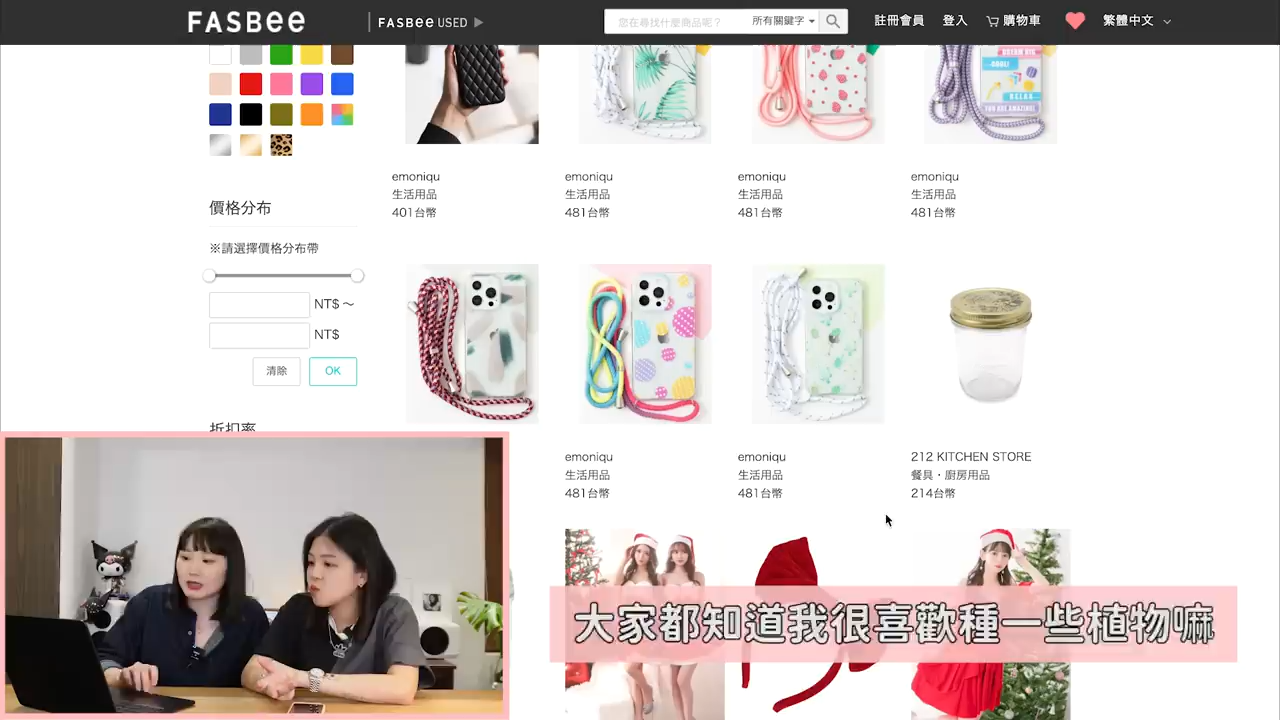 FASBEE
FASBEE USED
您在尋找什麼商品呢？
所有關鍵字
註冊會員
登入
購物車
繁體中文
DREAM BIG
COOL!
RELAX
YOU ARE AMAZING!
emoniqu
生活用品
401台幣
emoniqu
生活用品
481台幣
emoniqu
生活用品
481台幣
emoniqu
生活用品
481台幣
價格分布
※請選擇價格分布帶
NT$ ～
NT$
清除
OK
折扣率
emoniqu
生活用品
481台幣
emoniqu
生活用品
481台幣
212 KITCHEN STORE
餐具・廚房用品
214台幣
大家都知道我很喜歡種一些植物嘛